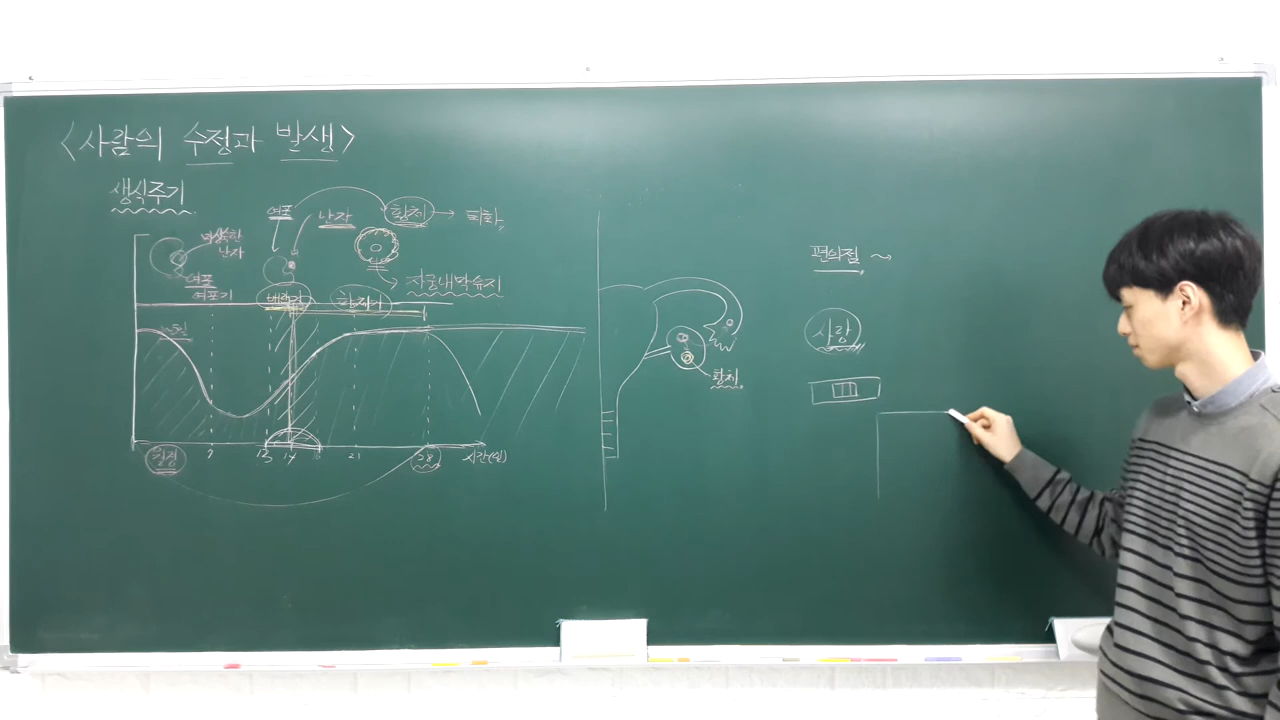 <사람의 수정과 발생>
생식주기
여포 난자 황체 → 퇴화
미성숙한
난자
여포
자궁내막유지
여포기 배란기 황체기
월경 7 13 14 21 28 시간(일)
황체
편의점 ~
사랑